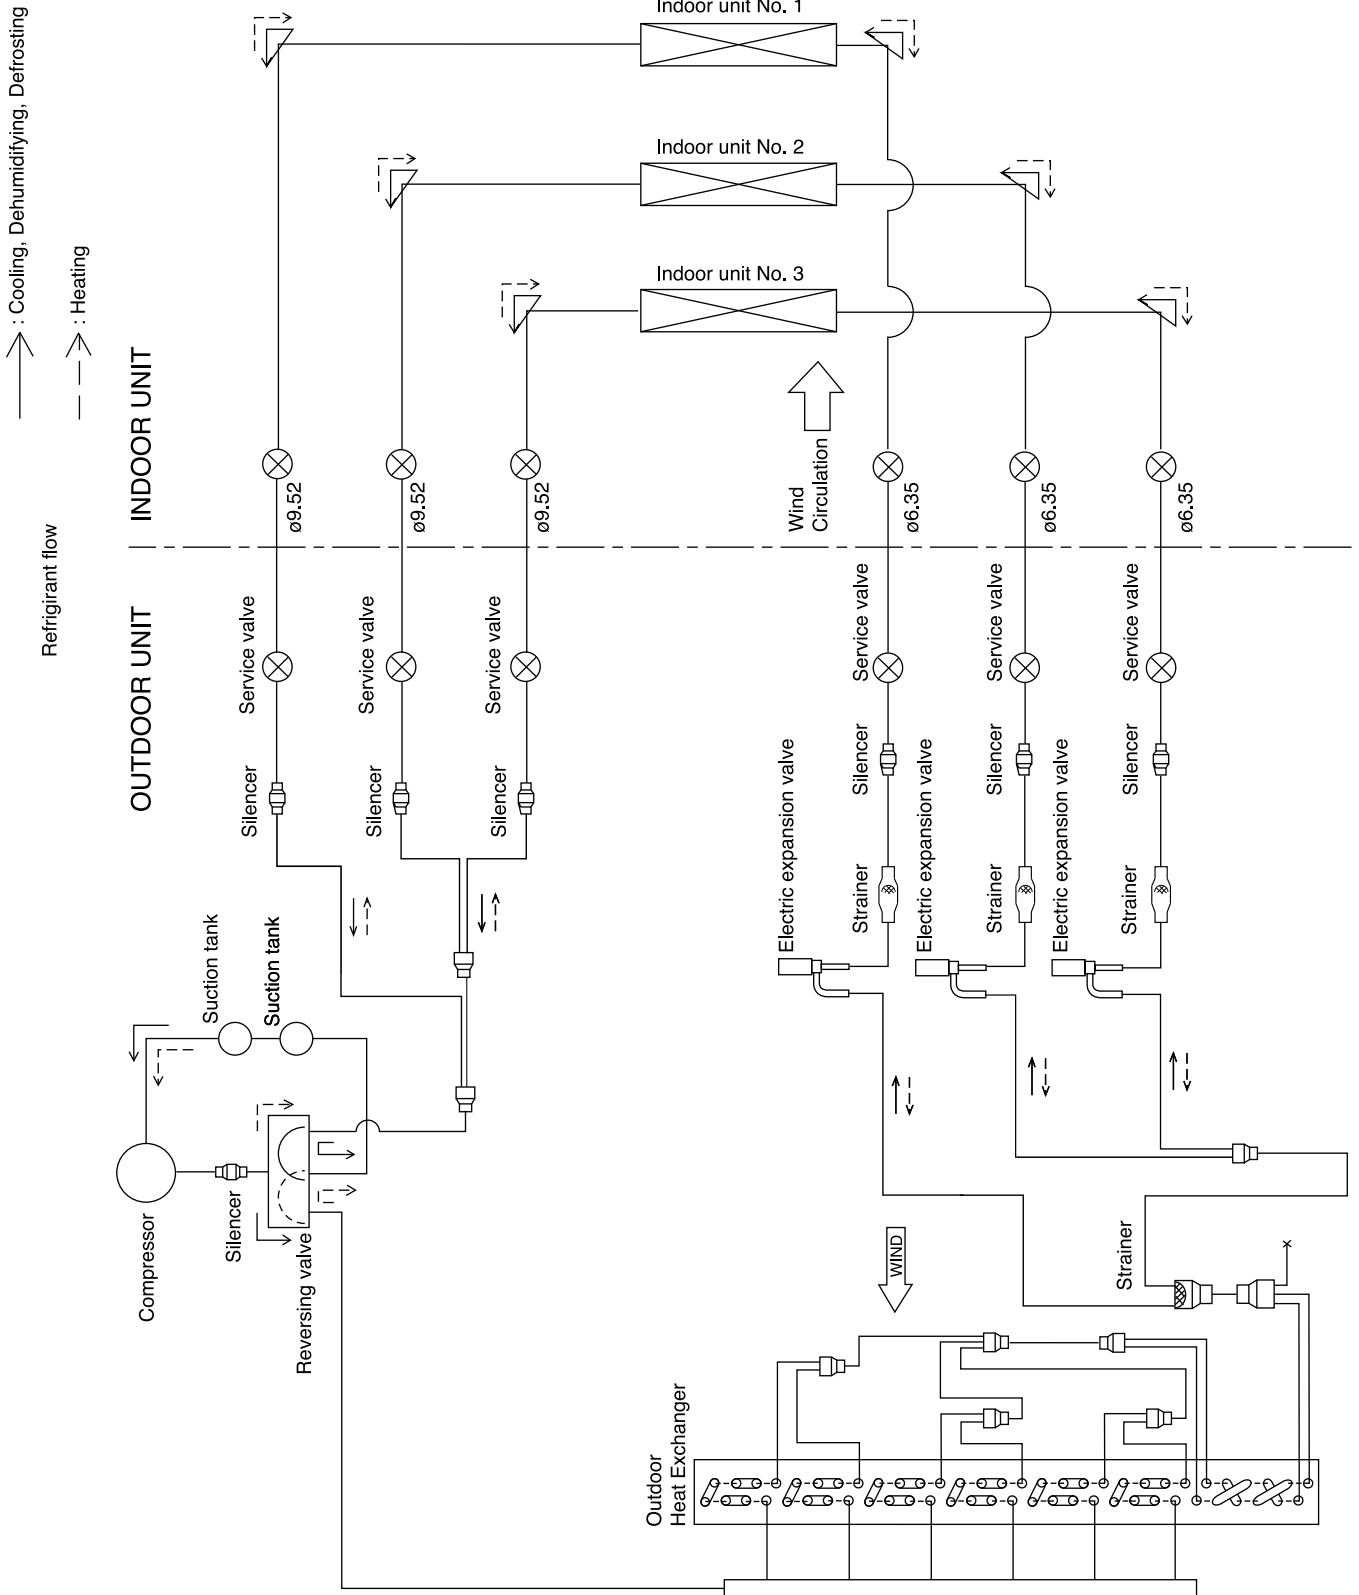 : Cooling, Dehumidifying, Defrosting
: Heating
Refrigirant flow
INDOOR UNIT
OUTDOOR UNIT
Indoor unit No. 1
Indoor unit No. 2
Indoor unit No. 3
ø9.52
ø9.52
ø9.52
Wind
Circulation
ø6.35
ø6.35
ø6.35
Service valve
Service valve
Service valve
Service valve
Service valve
Service valve
Silencer
Silencer
Silencer
Silencer
Silencer
Silencer
Electric expansion valve
Electric expansion valve
Electric expansion valve
Strainer
Strainer
Strainer
Suction tank
Suction tank
Compressor
Silencer
Reversing valve
WIND
Strainer
Outdoor
Heat Exchanger